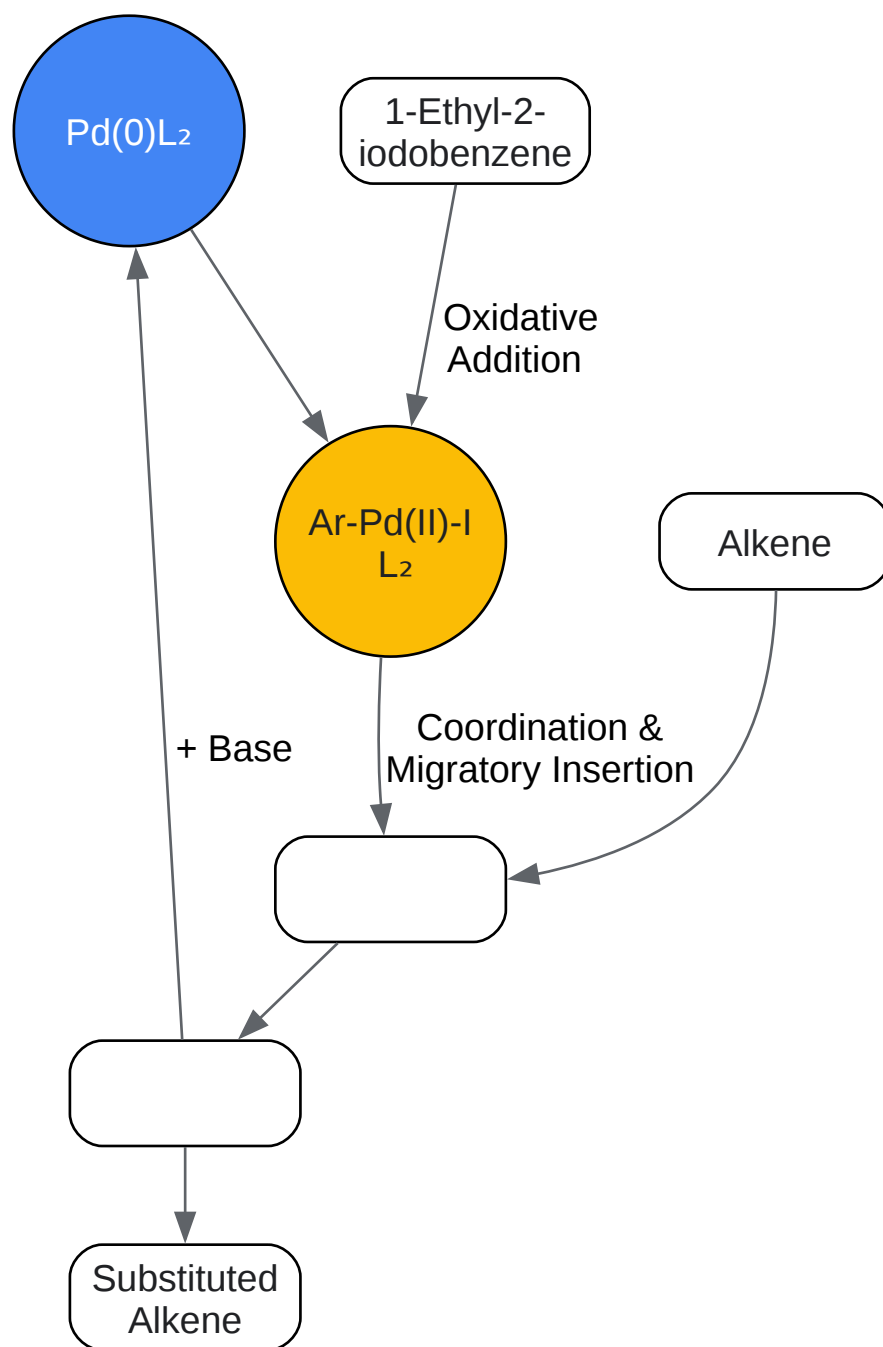 Pd(0)L₂
1-Ethyl-2-
iodobenzene
Oxidative
Addition
Ar-Pd(II)-I
L₂
Alkene
Coordination &
Migratory Insertion
+ Base
Substituted
Alkene